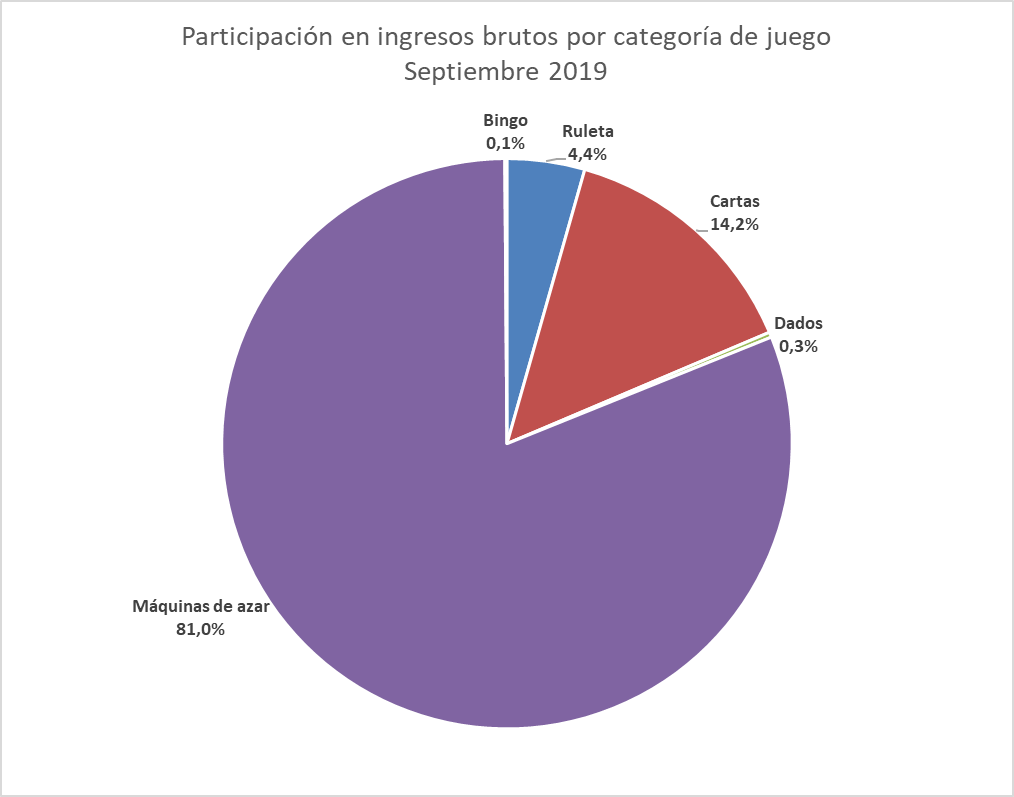 Participación en ingresos brutos por categoría de juego
Septiembre 2019
Bingo
0,1%
Ruleta
4,4%
Cartas
14,2%
Dados
0,3%
Máquinas de azar
81,0%